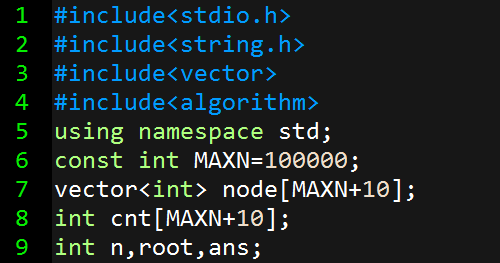 1 #include<stdio.h>
2 #include<string.h>
3 #include<vector>
4 #include<algorithm>
5 using namespace std;
6 const int MAXN=100000;
7 vector<int> node[MAXN+10];
8 int cnt[MAXN+10];
9 int n,root,ans;